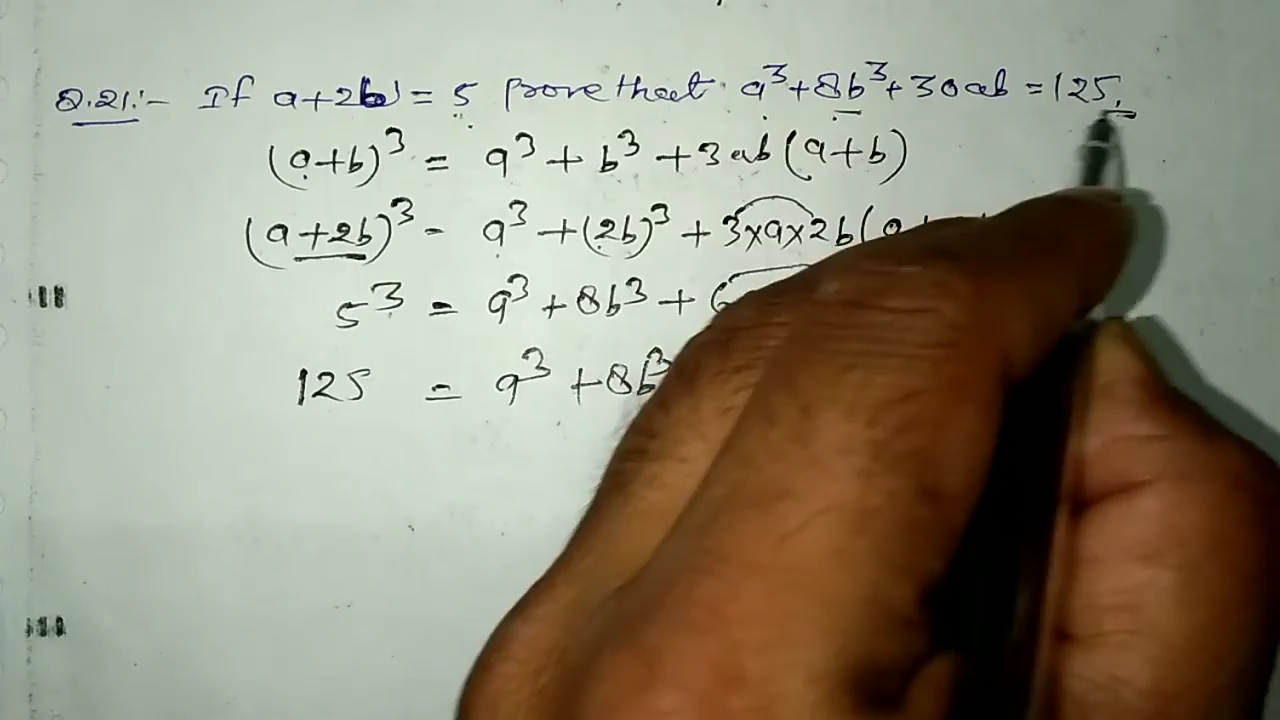 Q.21:- If a+2b = 5 prove that a³+8b³+30ab = 125.
(a+b)³ = a³ + b³ + 3ab(a+b)
(a+2b)³ = a³ + (2b)³ + 3×a×2b(a+
5³ = a³ + 8b³ + 6
125 = a³ + 8b³